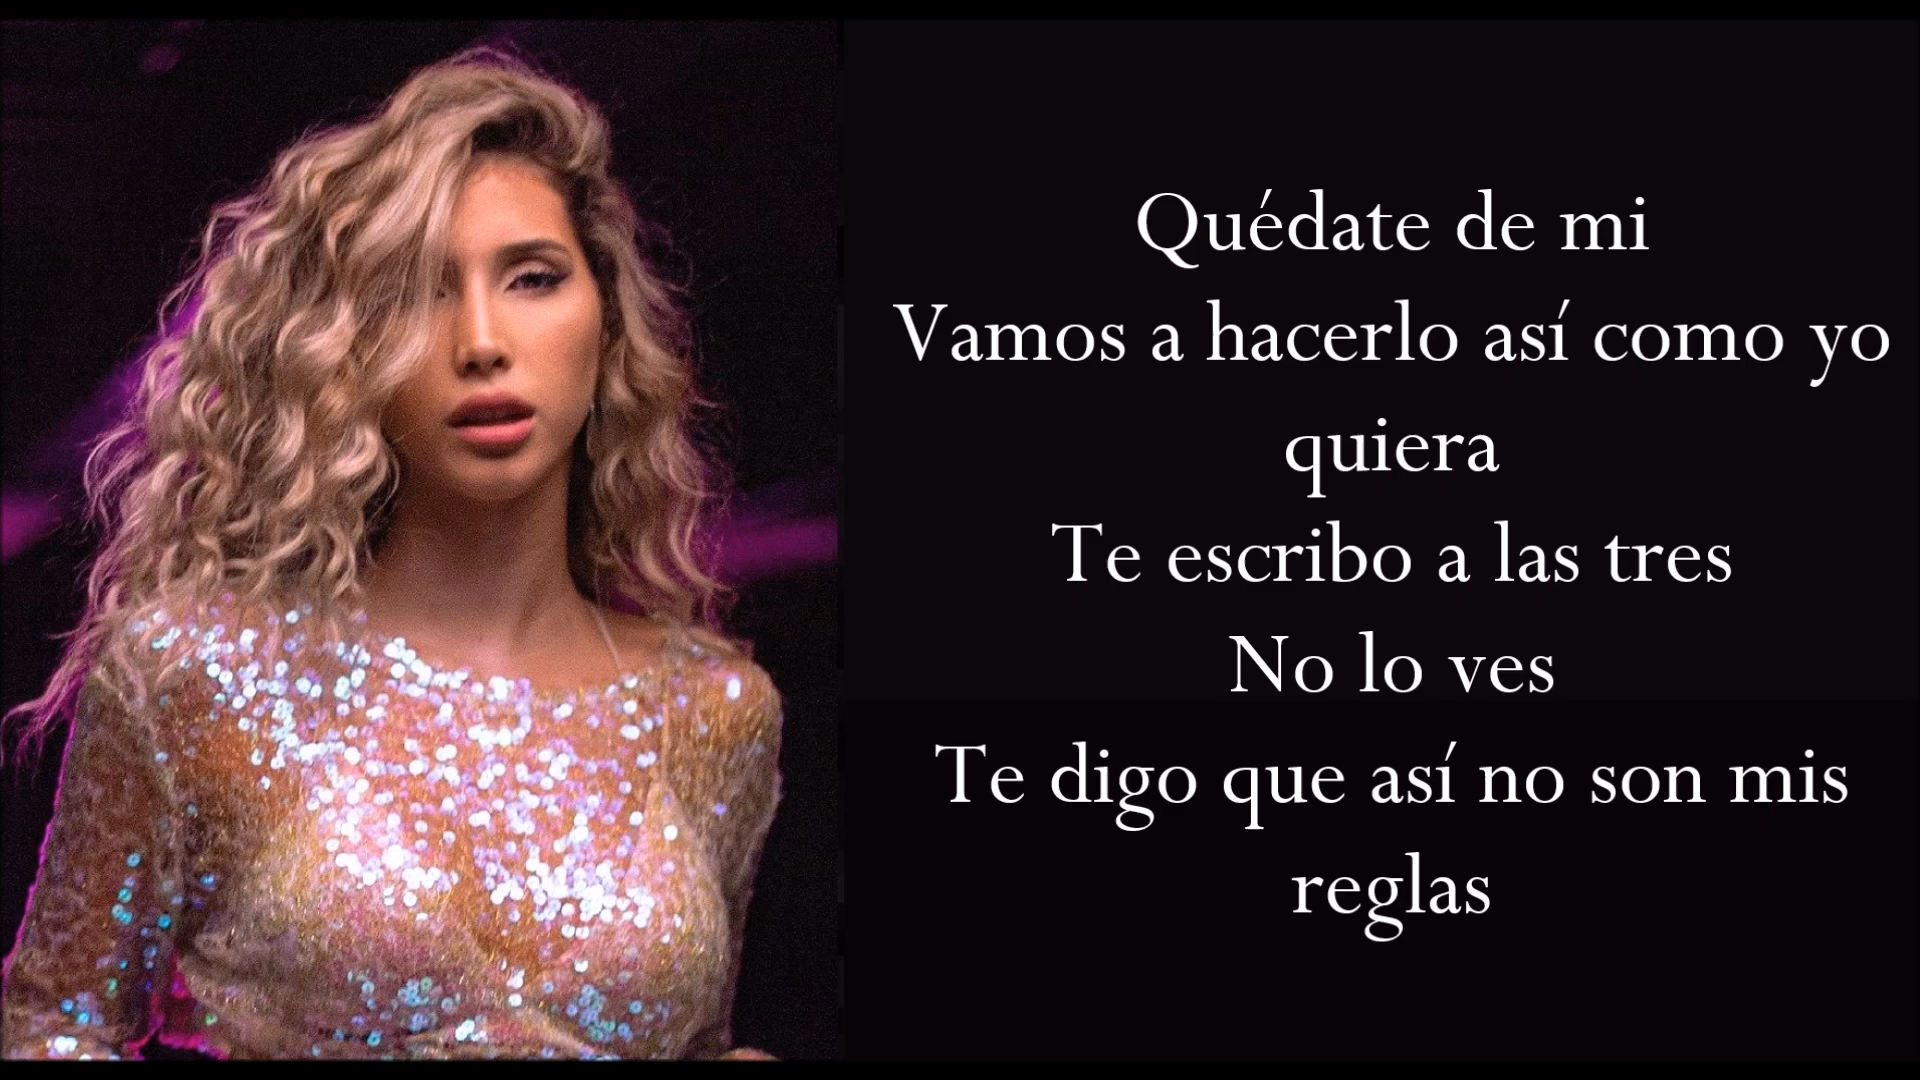 Quédate de mi
Vamos a hacerlo así como yo
quiera
Te escribo a las tres
No lo ves
Te digo que así no son mis
reglas